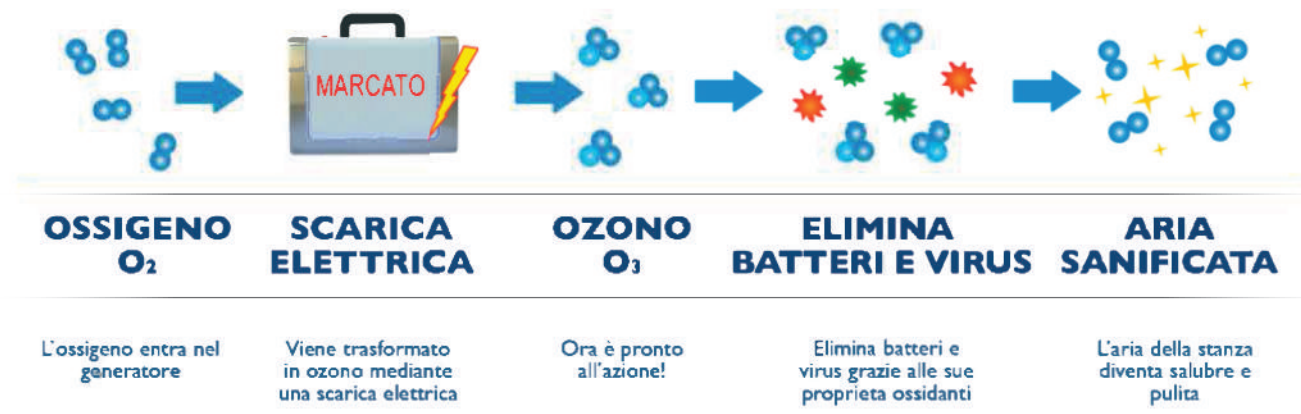 MARCATO
OSSIGENO
O₂
SCARICA
ELETTRICA
OZONO
O₃
ELIMINA
BATTERI E VIRUS
ARIA
SANIFICATA
L'ossigeno entra nel
generatore
Viene trasformato
in ozono mediante
una scarica elettrica
Ora è pronto
all'azione!
Elimina batteri e
virus grazie alle sue
proprieta ossidanti
L'aria della stanza
diventa salubre e
pulita